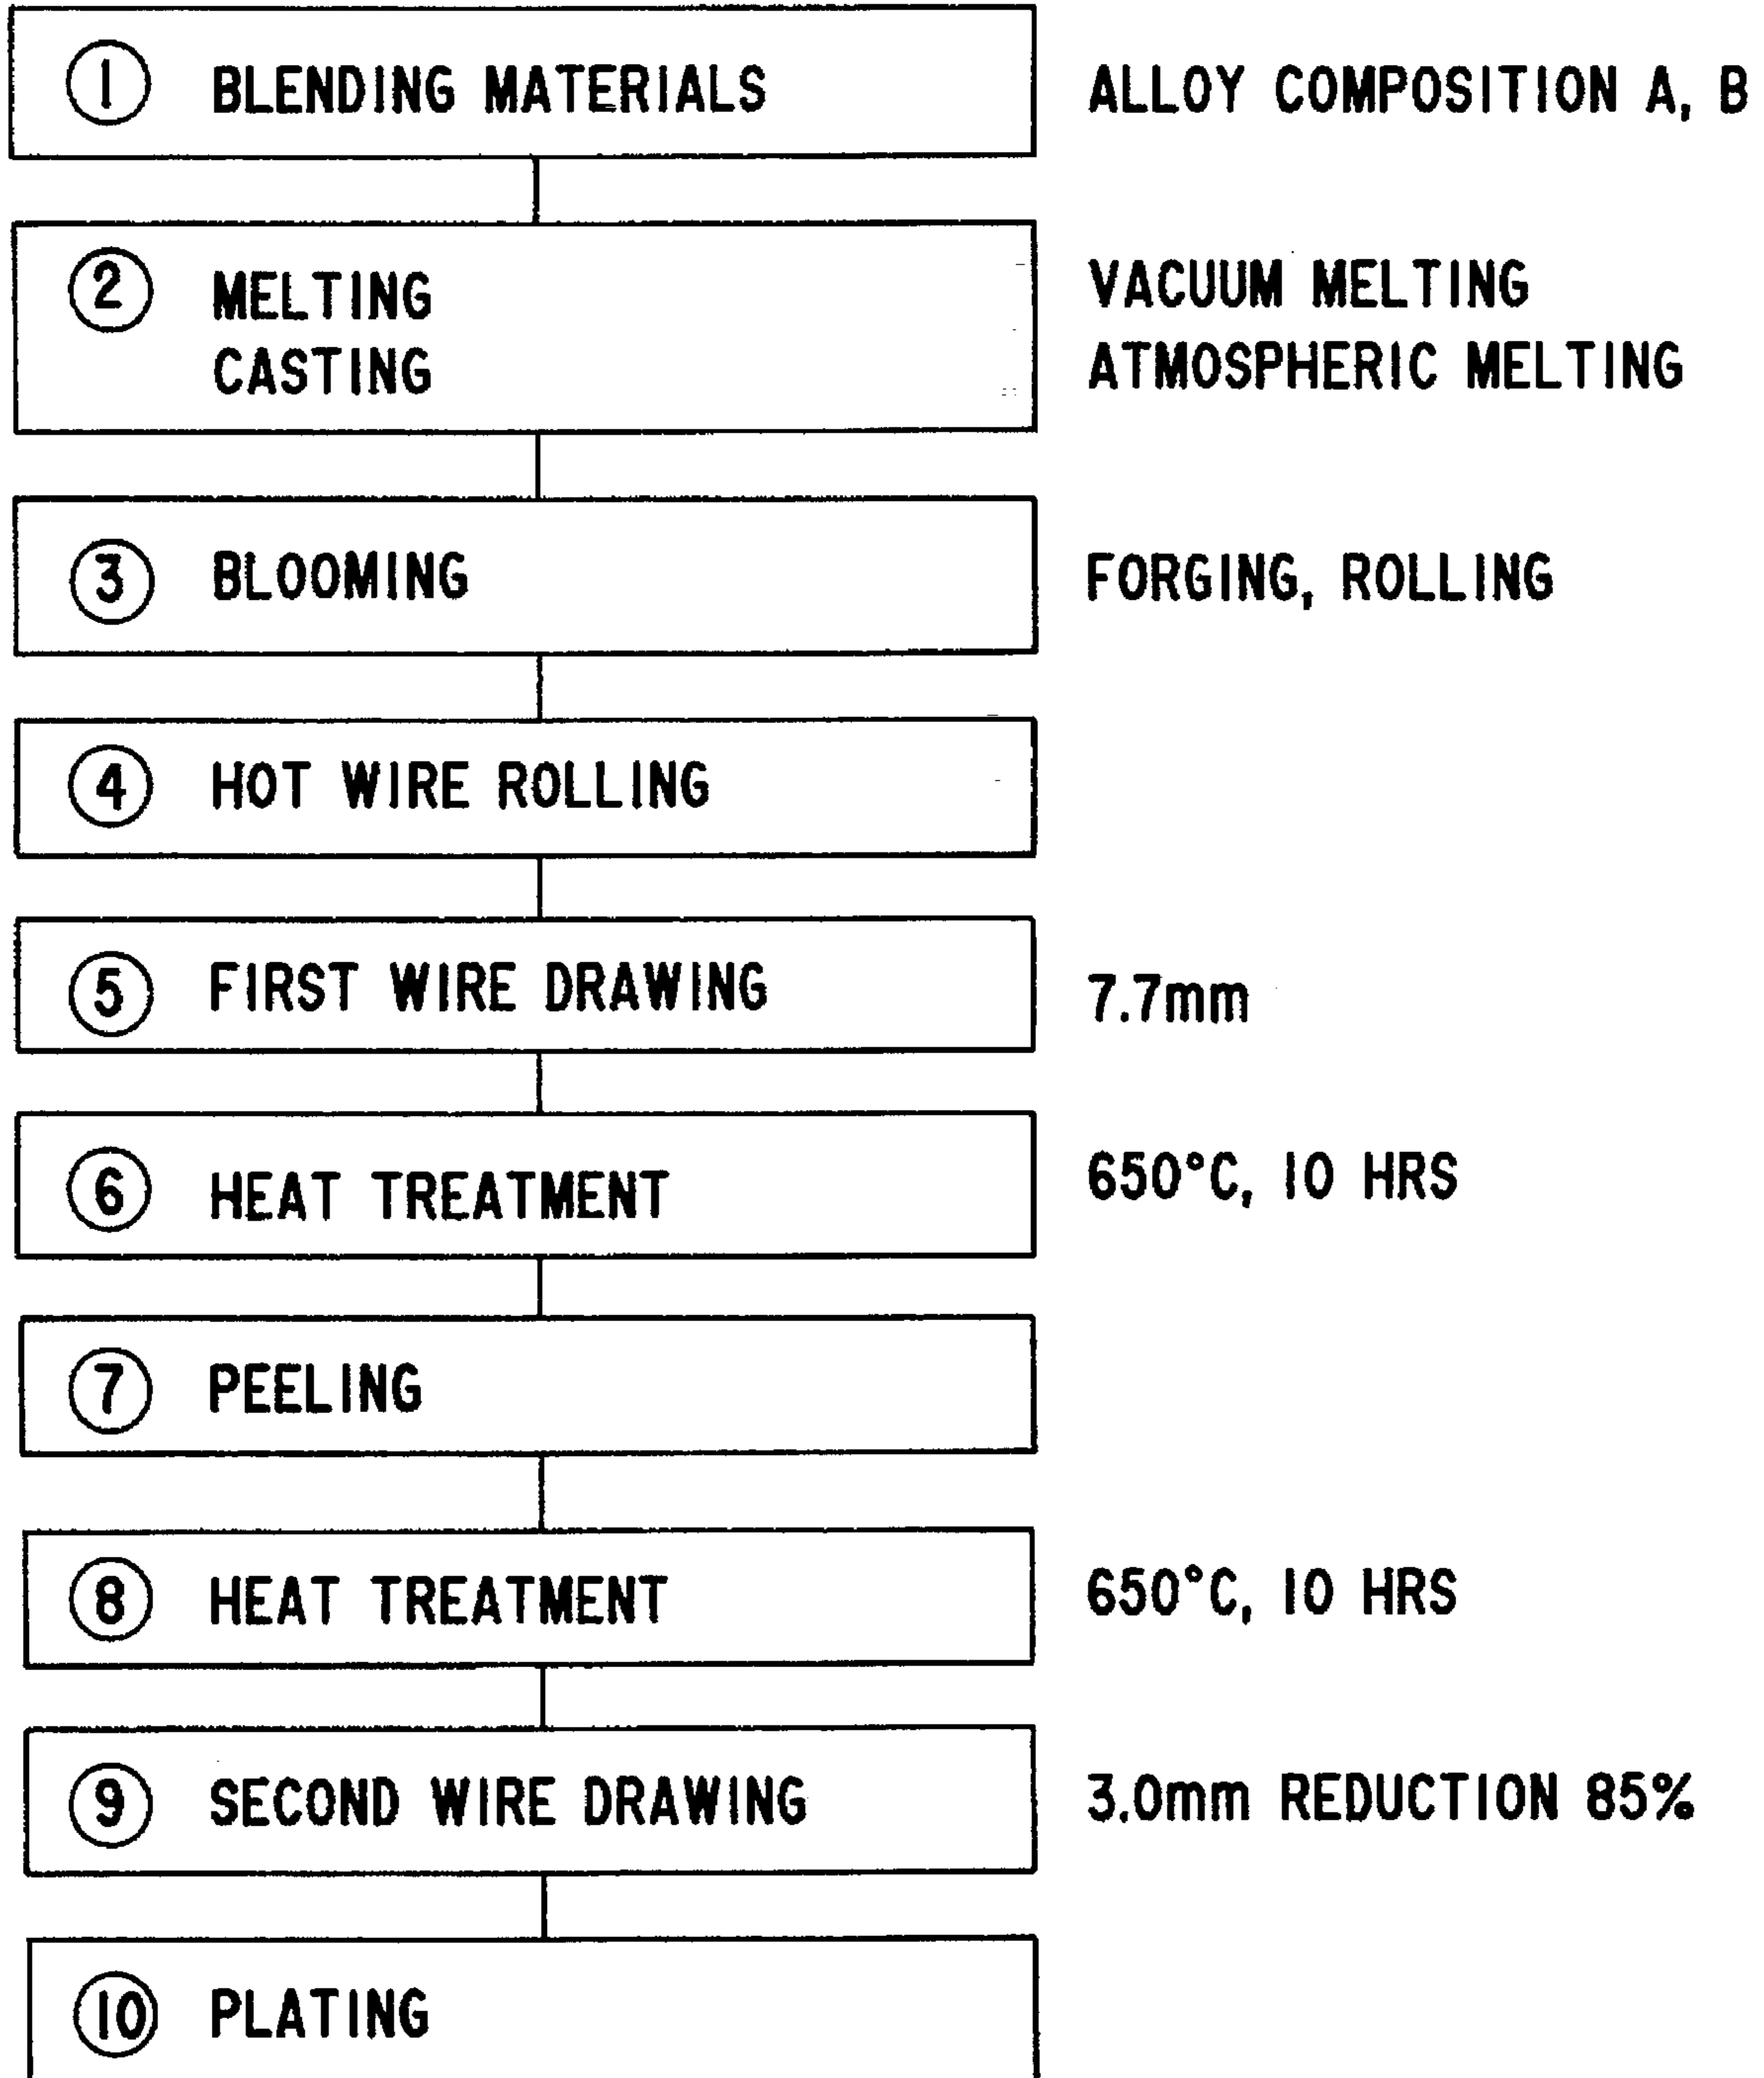 ① BLENDING MATERIALS ALLOY COMPOSITION A, B
② MELTING VACUUM MELTING
CASTING ATMOSPHERIC MELTING
③ BLOOMING FORGING, ROLLING
④ HOT WIRE ROLLING
⑤ FIRST WIRE DRAWING 7.7mm
⑥ HEAT TREATMENT 650°C, 10 HRS
⑦ PEELING
⑧ HEAT TREATMENT 650°C, 10 HRS
⑨ SECOND WIRE DRAWING 3.0mm REDUCTION 85%
⑩ PLATING